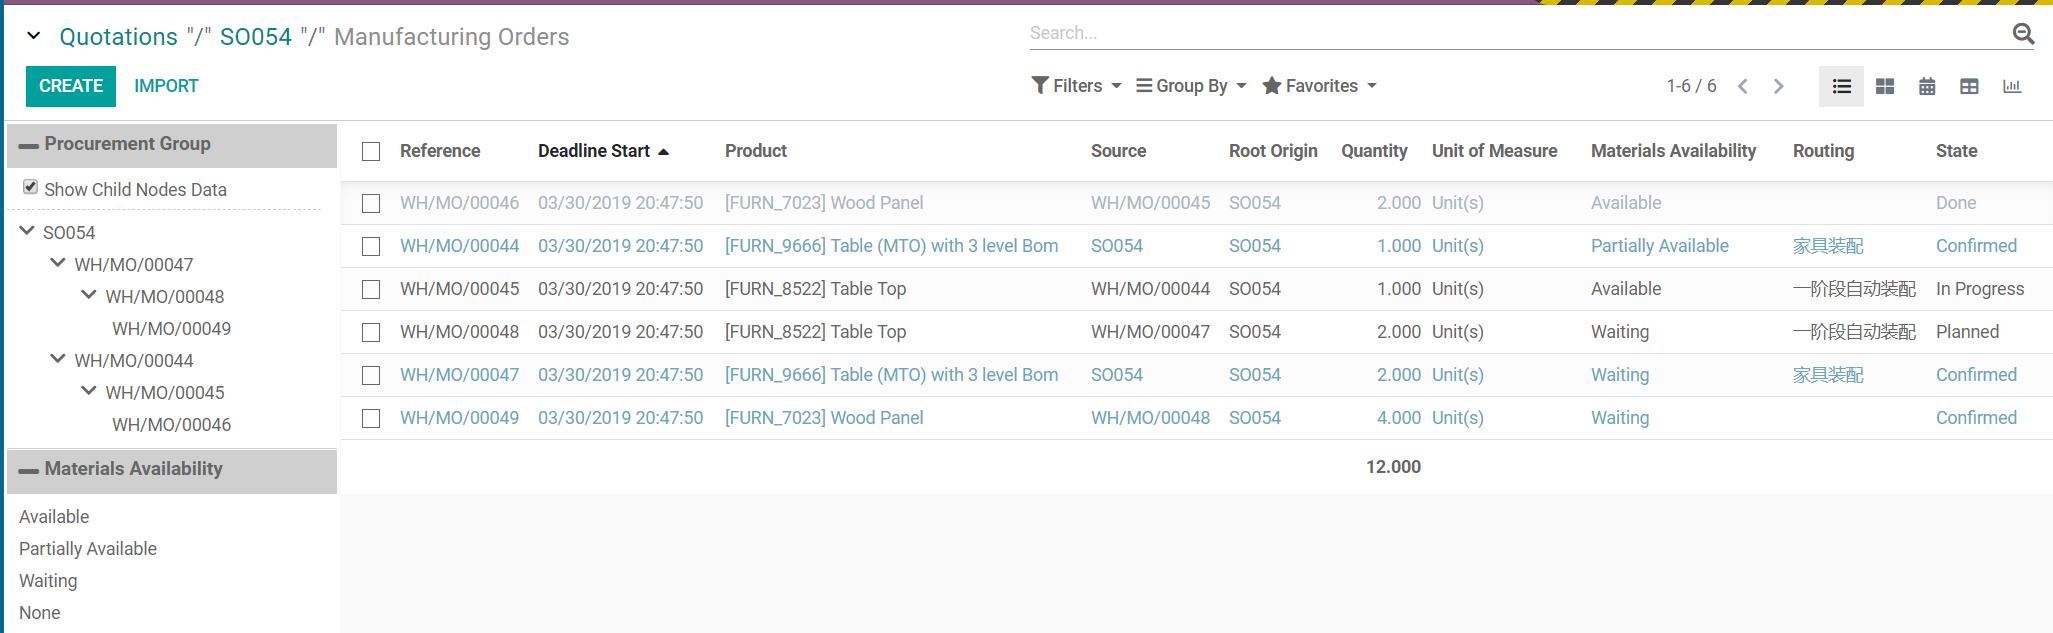 Quotations "/" SO054 "/" Manufacturing Orders
Search...
CREATE IMPORT
Filters Group By Favorites 1-6 / 6
Procurement Group
Show Child Nodes Data
SO054
WH/MO/00047
WH/MO/00048
WH/MO/00049
WH/MO/00044
WH/MO/00045
WH/MO/00046
Materials Availability
Available
Partially Available
Waiting
None
Reference Deadline Start Product Source Root Origin Quantity Unit of Measure Materials Availability Routing State
WH/MO/00046 03/30/2019 20:47:50 [FURN_7023] Wood Panel WH/MO/00045 SO054 2.000 Unit(s) Available Done
WH/MO/00044 03/30/2019 20:47:50 [FURN_9666] Table (MTO) with 3 level Bom SO054 SO054 1.000 Unit(s) Partially Available 家具装配 Confirmed
WH/MO/00045 03/30/2019 20:47:50 [FURN_8522] Table Top WH/MO/00044 SO054 1.000 Unit(s) Available 一阶段自动装配 In Progress
WH/MO/00048 03/30/2019 20:47:50 [FURN_8522] Table Top WH/MO/00047 SO054 2.000 Unit(s) Waiting 一阶段自动装配 Planned
WH/MO/00047 03/30/2019 20:47:50 [FURN_9666] Table (MTO) with 3 level Bom SO054 SO054 2.000 Unit(s) Waiting 家具装配 Confirmed
WH/MO/00049 03/30/2019 20:47:50 [FURN_7023] Wood Panel WH/MO/00048 SO054 4.000 Unit(s) Waiting Confirmed
12.000